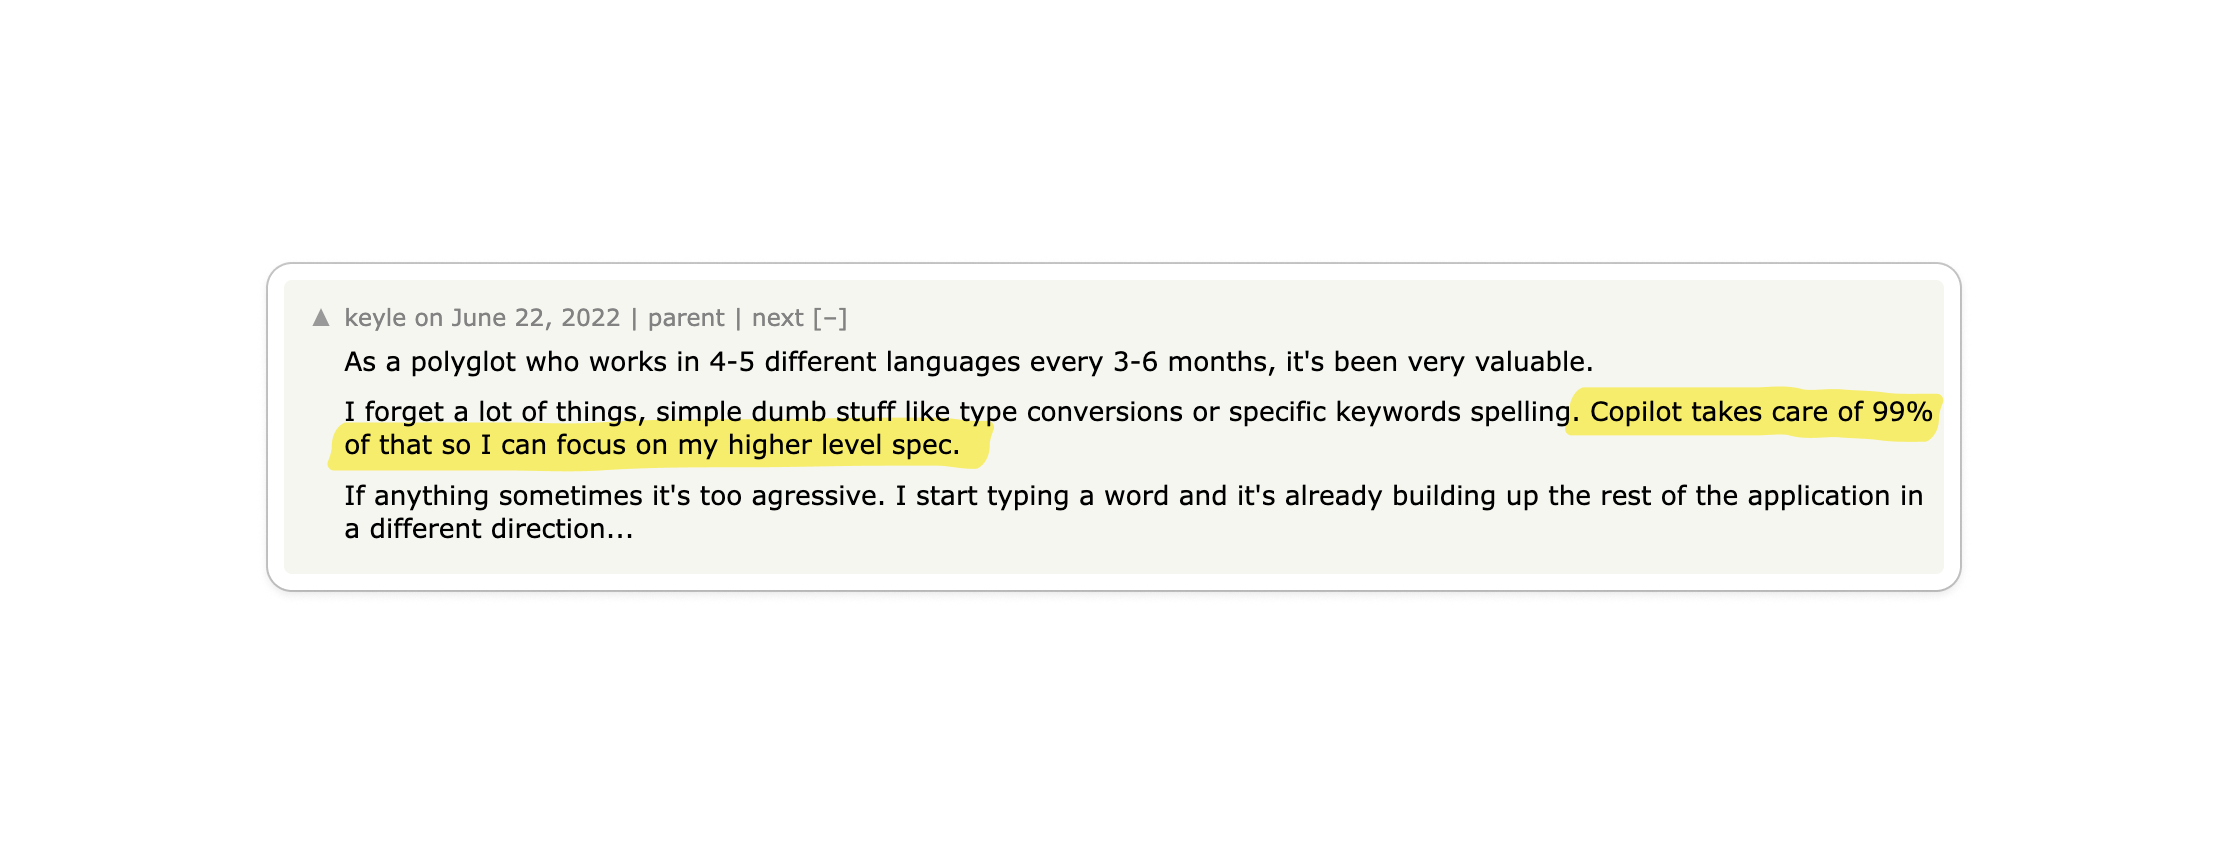 ▲ keyle on June 22, 2022 | parent | next [–]
As a polyglot who works in 4-5 different languages every 3-6 months, it's been very valuable.
I forget a lot of things, simple dumb stuff like type conversions or specific keywords spelling. Copilot takes care of 99%
of that so I can focus on my higher level spec.
If anything sometimes it's too agressive. I start typing a word and it's already building up the rest of the application in
a different direction...